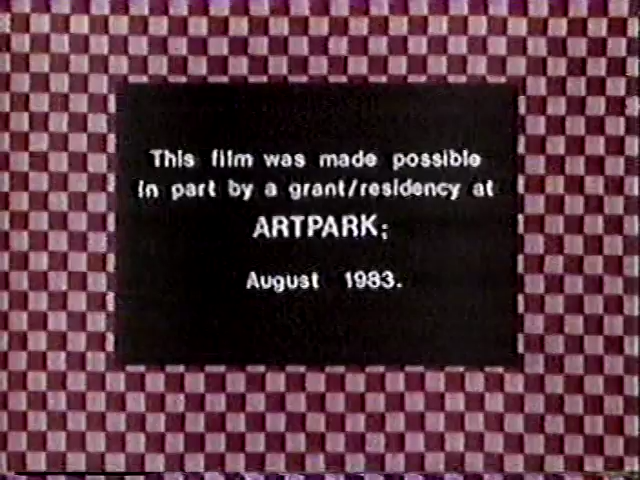 This film was made possible
in part by a grant/residency at
ARTPARK;
August 1983.